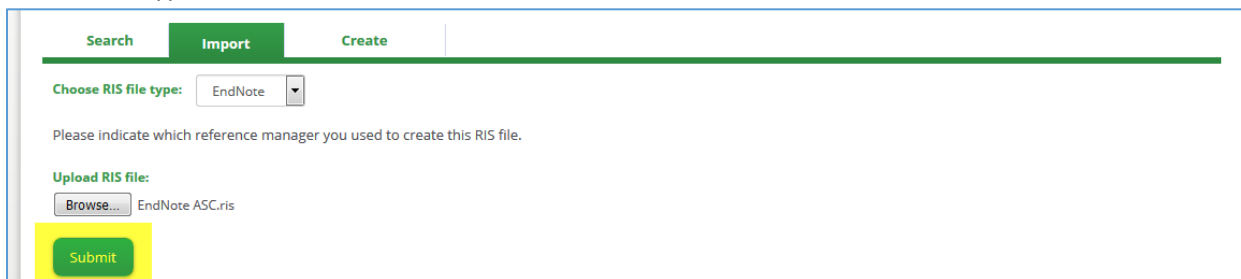 Search Import Create
Choose RIS file type: EndNote
Please indicate which reference manager you used to create this RIS file.
Upload RIS file:
Browse... EndNote ASC.ris
Submit